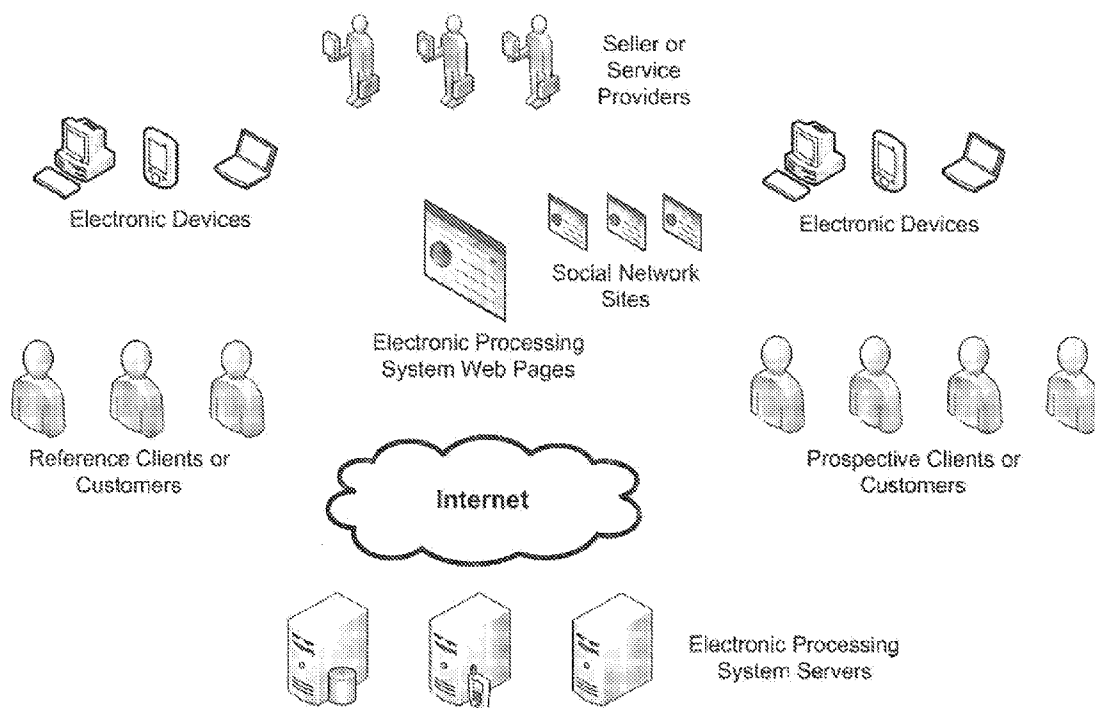 Seller or
Service
Providers
Electronic Devices
Electronic Devices
Social Network
Sites
Electronic Processing
System Web Pages
Reference Clients or
Customers
Prospective Clients or
Customers
Internet
Electronic Processing
System Servers